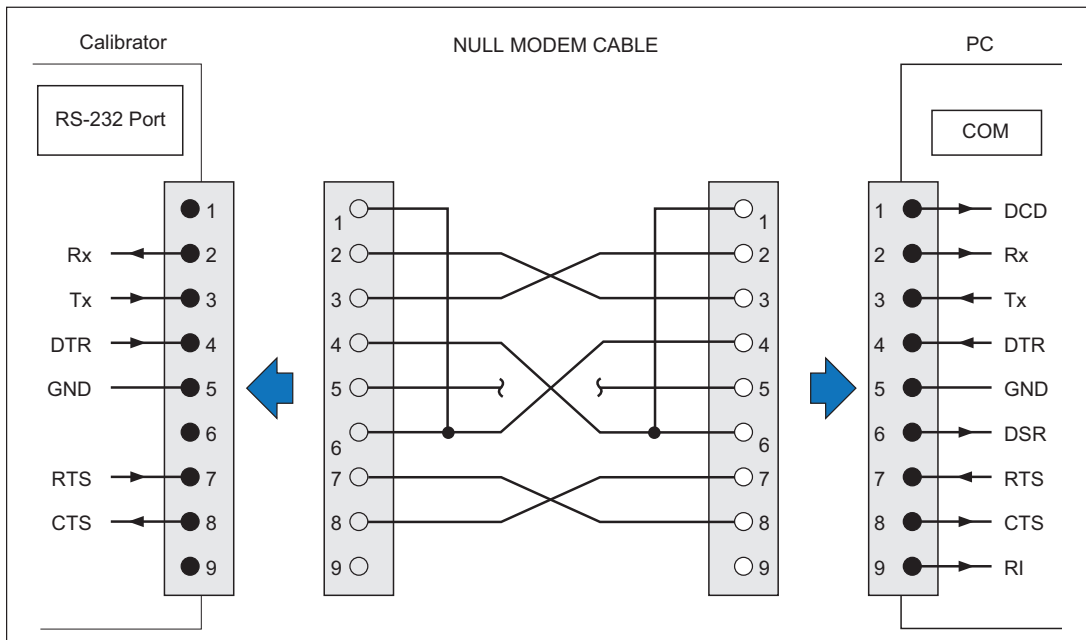 Calibrator
NULL MODEM CABLE
PC
RS-232 Port
COM
1
1
1
1
DCD
Rx
2
2
2
2
Rx
Tx
3
3
3
3
Tx
DTR
4
4
4
4
DTR
GND
5
5
5
5
GND
6
6
6
6
DSR
RTS
7
7
7
7
RTS
CTS
8
8
8
8
CTS
9
9
9
9
RI